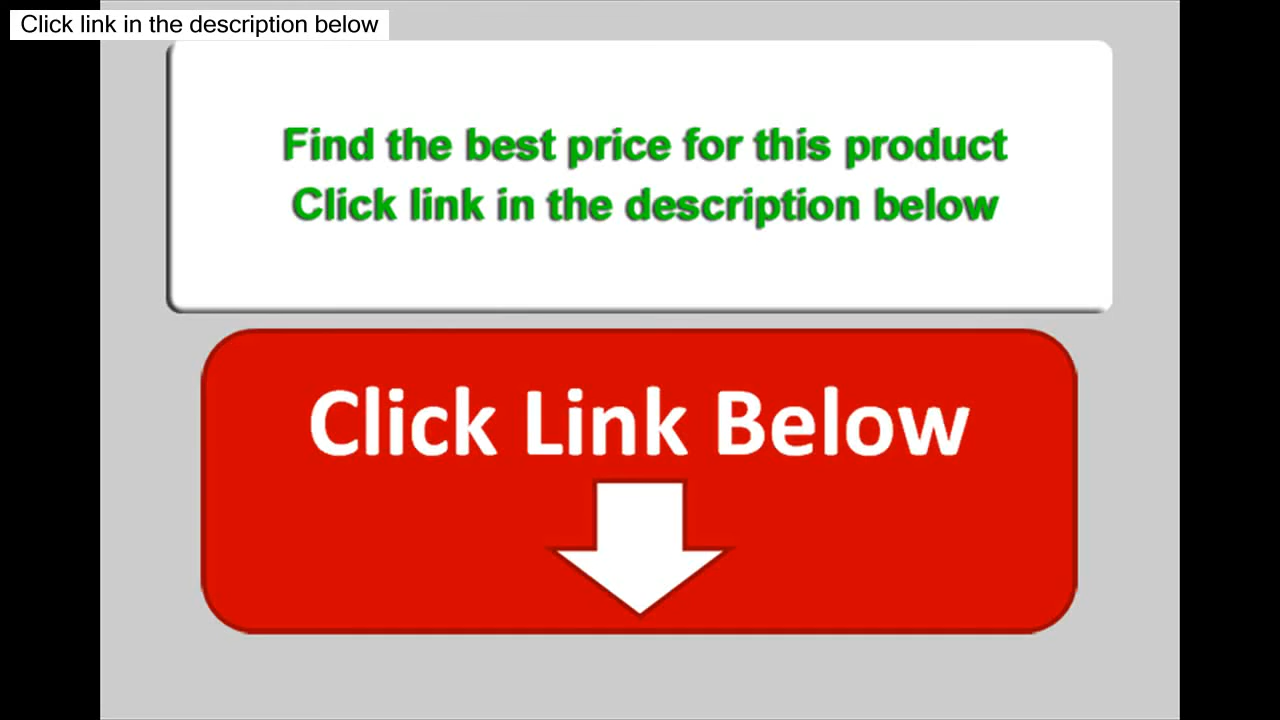 Click link in the description below
Find the best price for this product
Click link in the description below
Click Link Below